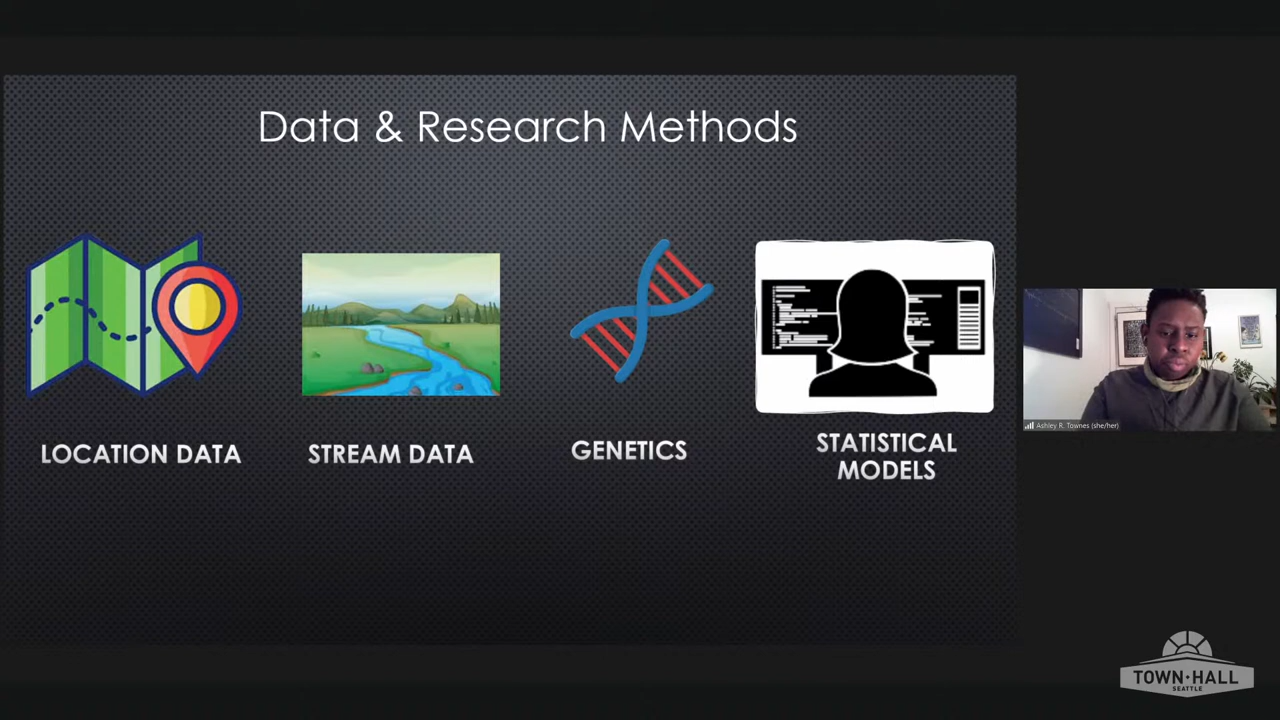 Data & Research Methods
LOCATION DATA
STREAM DATA
GENETICS
STATISTICAL
MODELS
Ashley R. Townes (she/her)
TOWN·HALL
SEATTLE